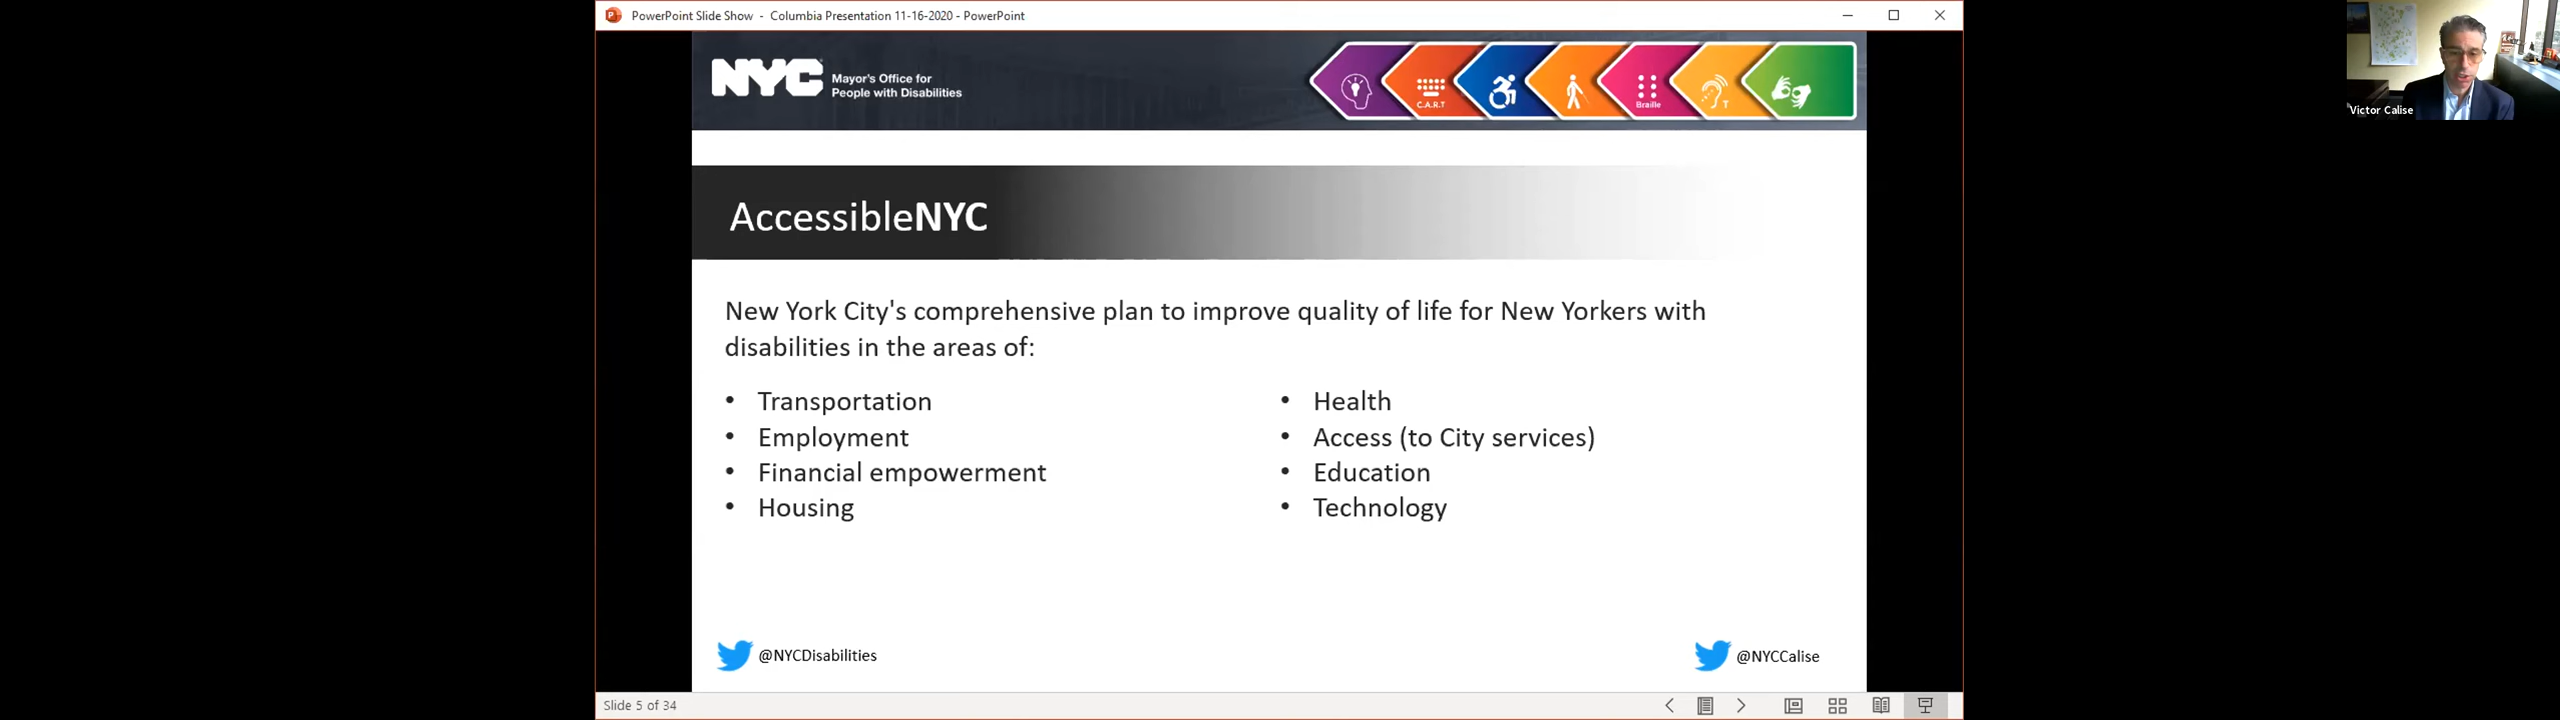 PowerPoint Slide Show - Columbia Presentation 11-16-2020 - PowerPoint
NYC
Mayor's Office for
People with Disabilities
C.A.R.T
Braille
T
Victor Calise
AccessibleNYC
New York City's comprehensive plan to improve quality of life for New Yorkers with
disabilities in the areas of:
• Transportation
• Employment
• Financial empowerment
• Housing
• Health
• Access (to City services)
• Education
• Technology
@NYCDisabilities
@NYCCalise
Slide 5 of 34